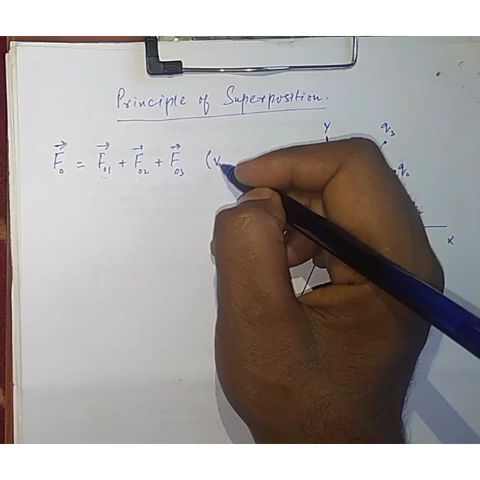 Principle of Superposition.
Y
q₃
F⃗₀ = F⃗₀₁ + F⃗₀₂ + F⃗₀₃ (v
q₀
X